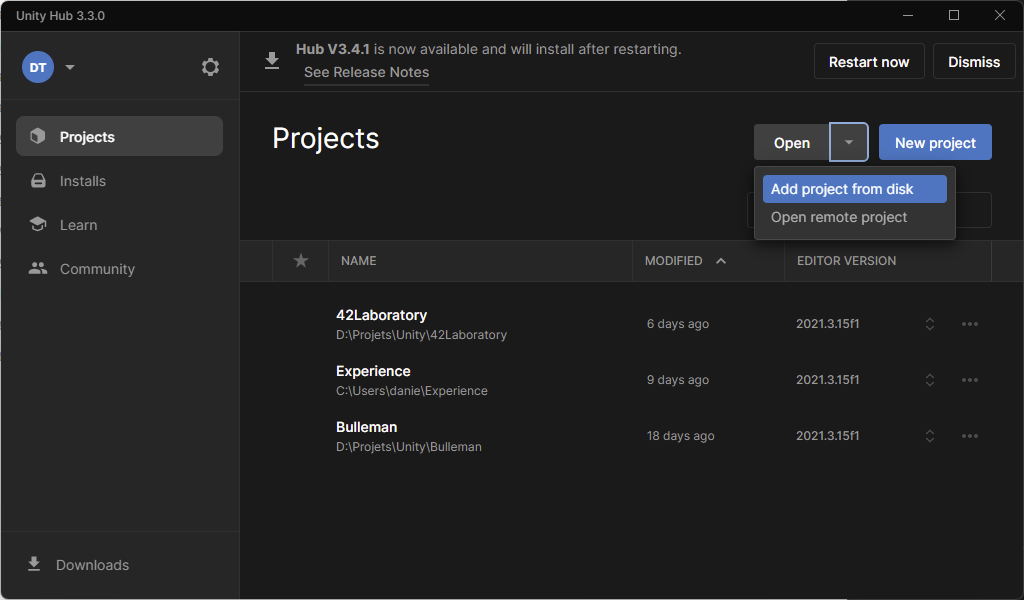 Unity Hub 3.3.0
DT
Hub V3.4.1 is now available and will install after restarting.
See Release Notes
Restart now
Dismiss
Projects
Installs
Learn
Community
Downloads
Projects
Open
New project
Add project from disk
Open remote project
NAME MODIFIED EDITOR VERSION
42Laboratory
D:\Projets\Unity\42Laboratory
6 days ago
2021.3.15f1
Experience
C:\Users\danie\Experience
9 days ago
2021.3.15f1
Bulleman
D:\Projets\Unity\Bulleman
18 days ago
2021.3.15f1